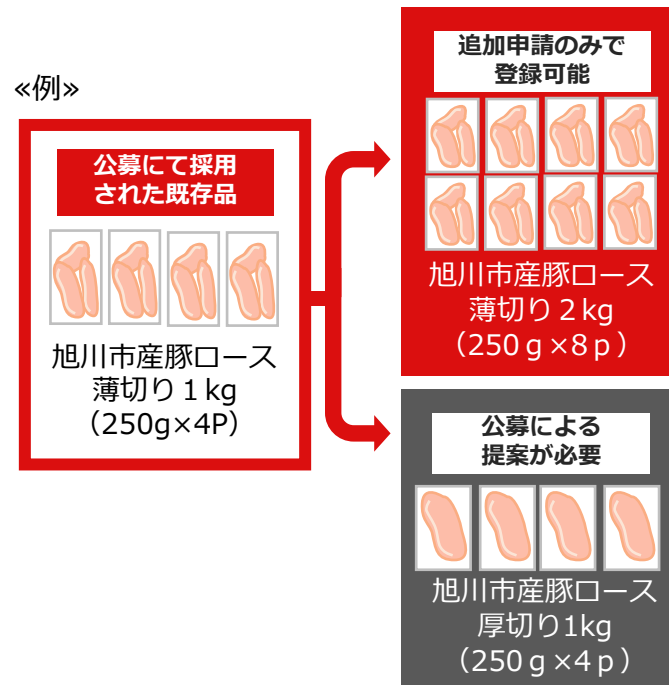 «例»
公募にて採用
された既存品
旭川市産豚ロース
薄切り１kg
（250g×4P）
追加申請のみで
登録可能
旭川市産豚ロース
薄切り２kg
（250ｇ×8ｐ）
公募による
提案が必要
旭川市産豚ロース
厚切り1kg
（250ｇ×4ｐ）